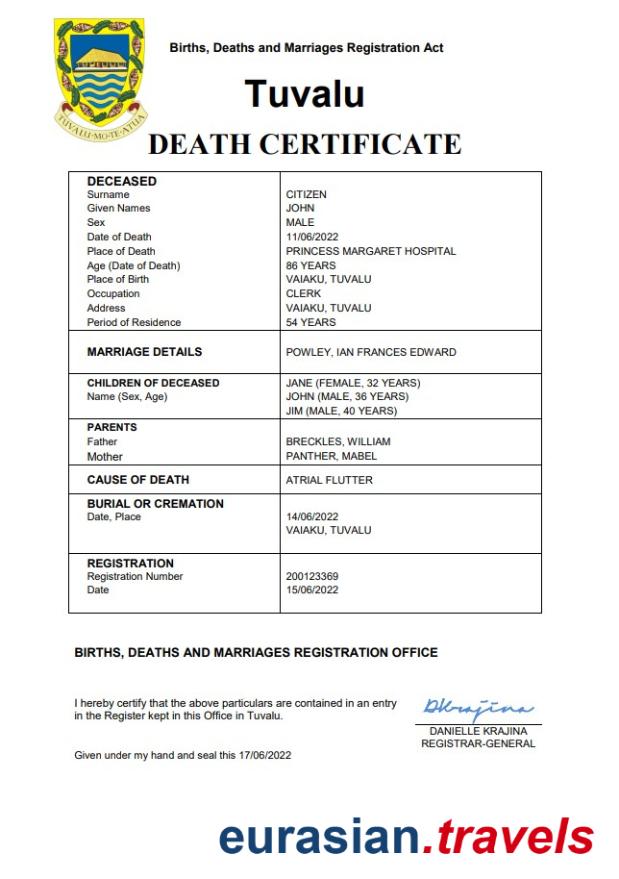 Births, Deaths and Marriages Registration Act
TUVALU-MO-TE-ATUA
Tuvalu
DEATH CERTIFICATE
DECEASED
Surname CITIZEN
Given Names JOHN
Sex MALE
Date of Death 11/06/2022
Place of Death PRINCESS MARGARET HOSPITAL
Age (Date of Death) 86 YEARS
Place of Birth VAIAKU, TUVALU
Occupation CLERK
Address VAIAKU, TUVALU
Period of Residence 54 YEARS
MARRIAGE DETAILS POWLEY, IAN FRANCES EDWARD
CHILDREN OF DECEASED JANE (FEMALE, 32 YEARS)
Name (Sex, Age) JOHN (MALE, 36 YEARS)
JIM (MALE, 40 YEARS)
PARENTS
Father BRECKLES, WILLIAM
Mother PANTHER, MABEL
CAUSE OF DEATH ATRIAL FLUTTER
BURIAL OR CREMATION
Date, Place 14/06/2022
VAIAKU, TUVALU
REGISTRATION
Registration Number 200123369
Date 15/06/2022
BIRTHS, DEATHS AND MARRIAGES REGISTRATION OFFICE
I hereby certify that the above particulars are contained in an entry
in the Register kept in this Office in Tuvalu.
DKrajina
DANIELLE KRAJINA
REGISTRAR-GENERAL
Given under my hand and seal this 17/06/2022
eurasian.travels